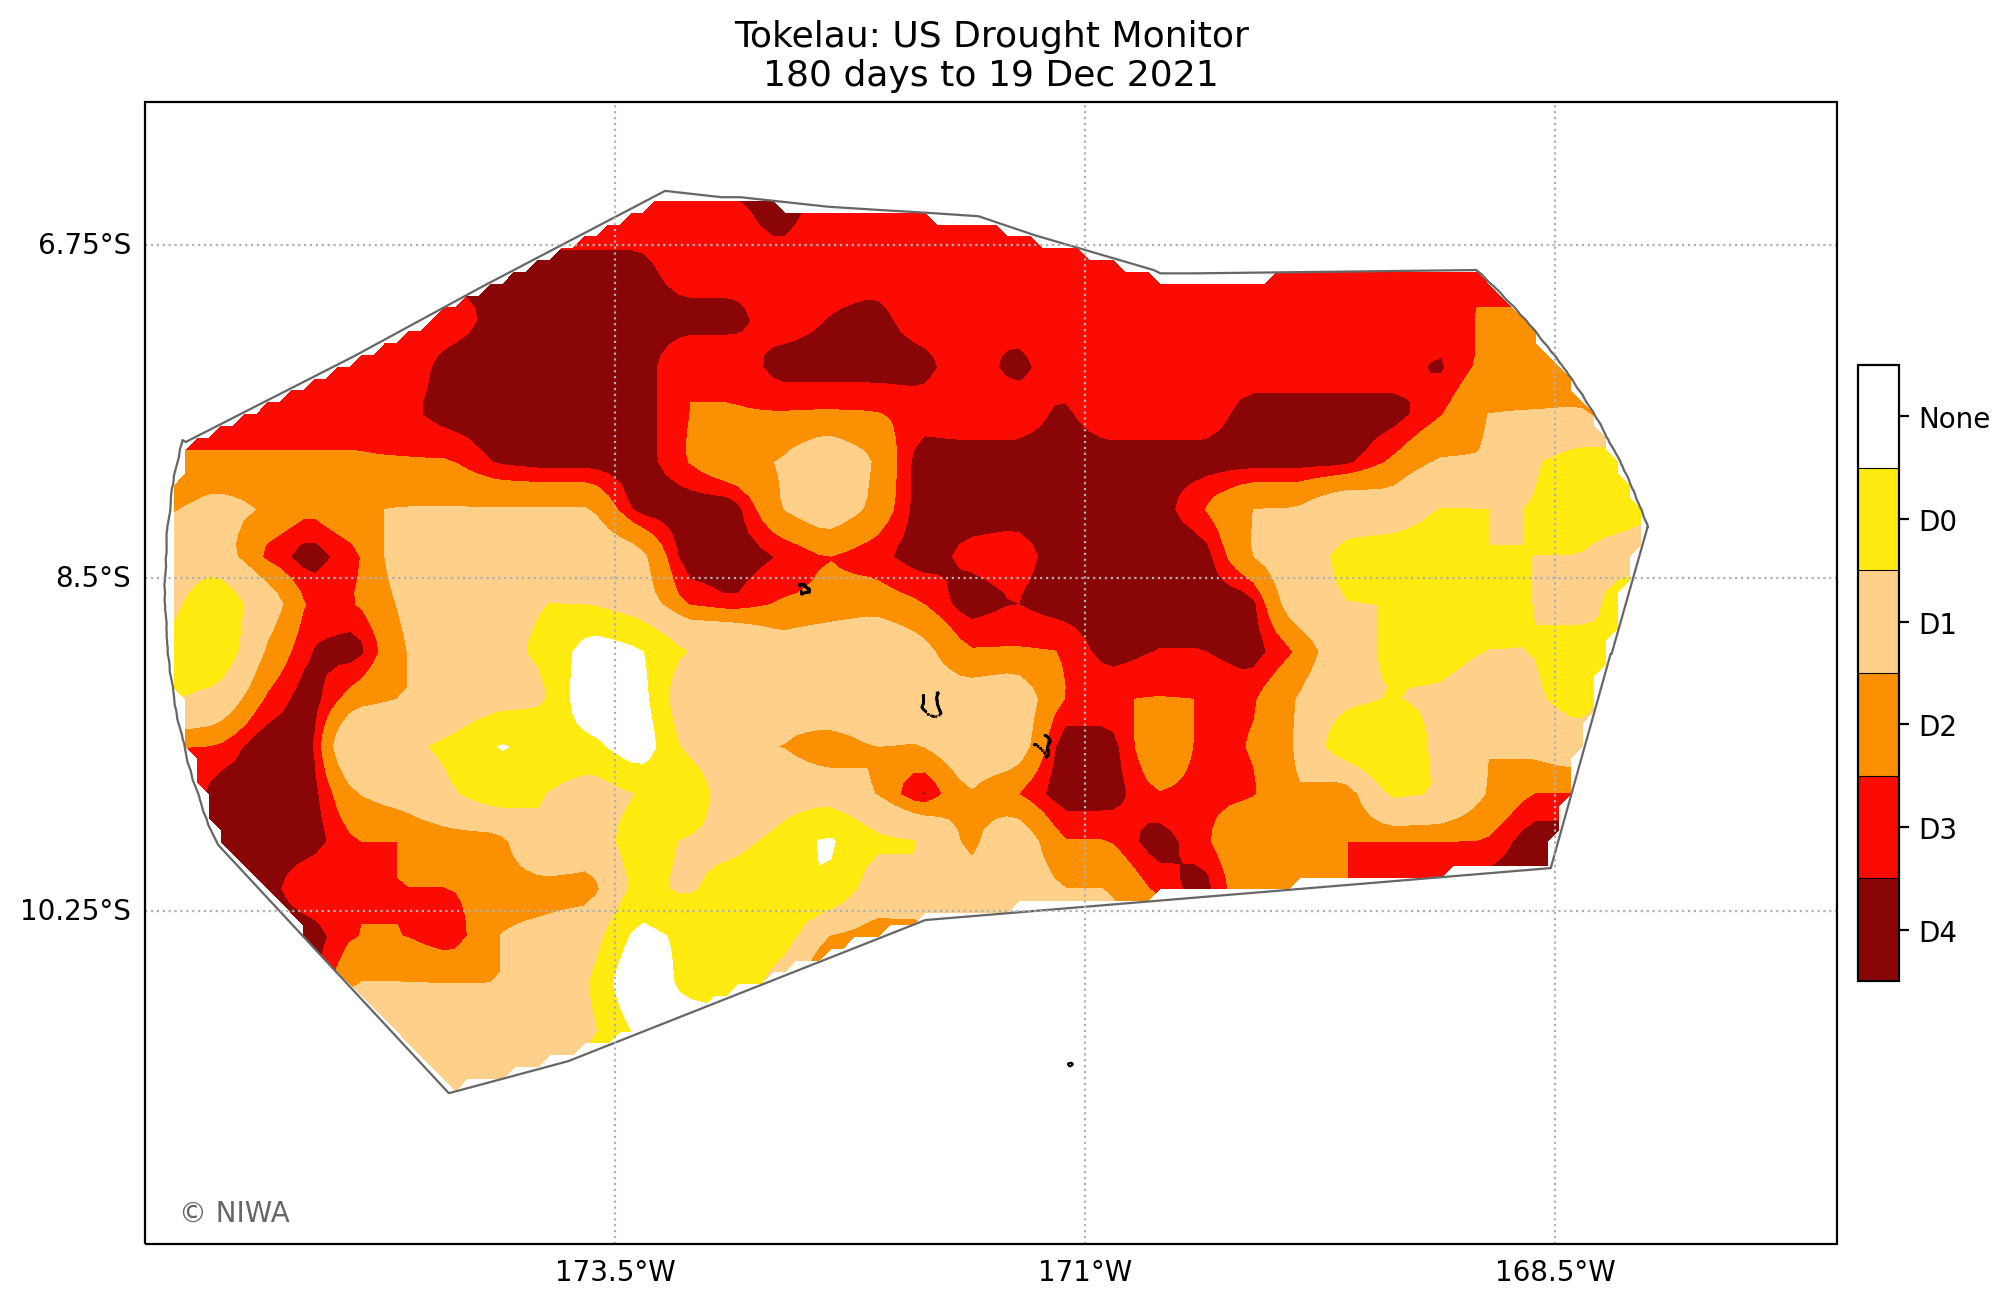 Tokelau: US Drought Monitor
180 days to 19 Dec 2021
6.75°S
8.5°S
10.25°S
173.5°W
171°W
168.5°W
None
D0
D1
D2
D3
D4
© NIWA